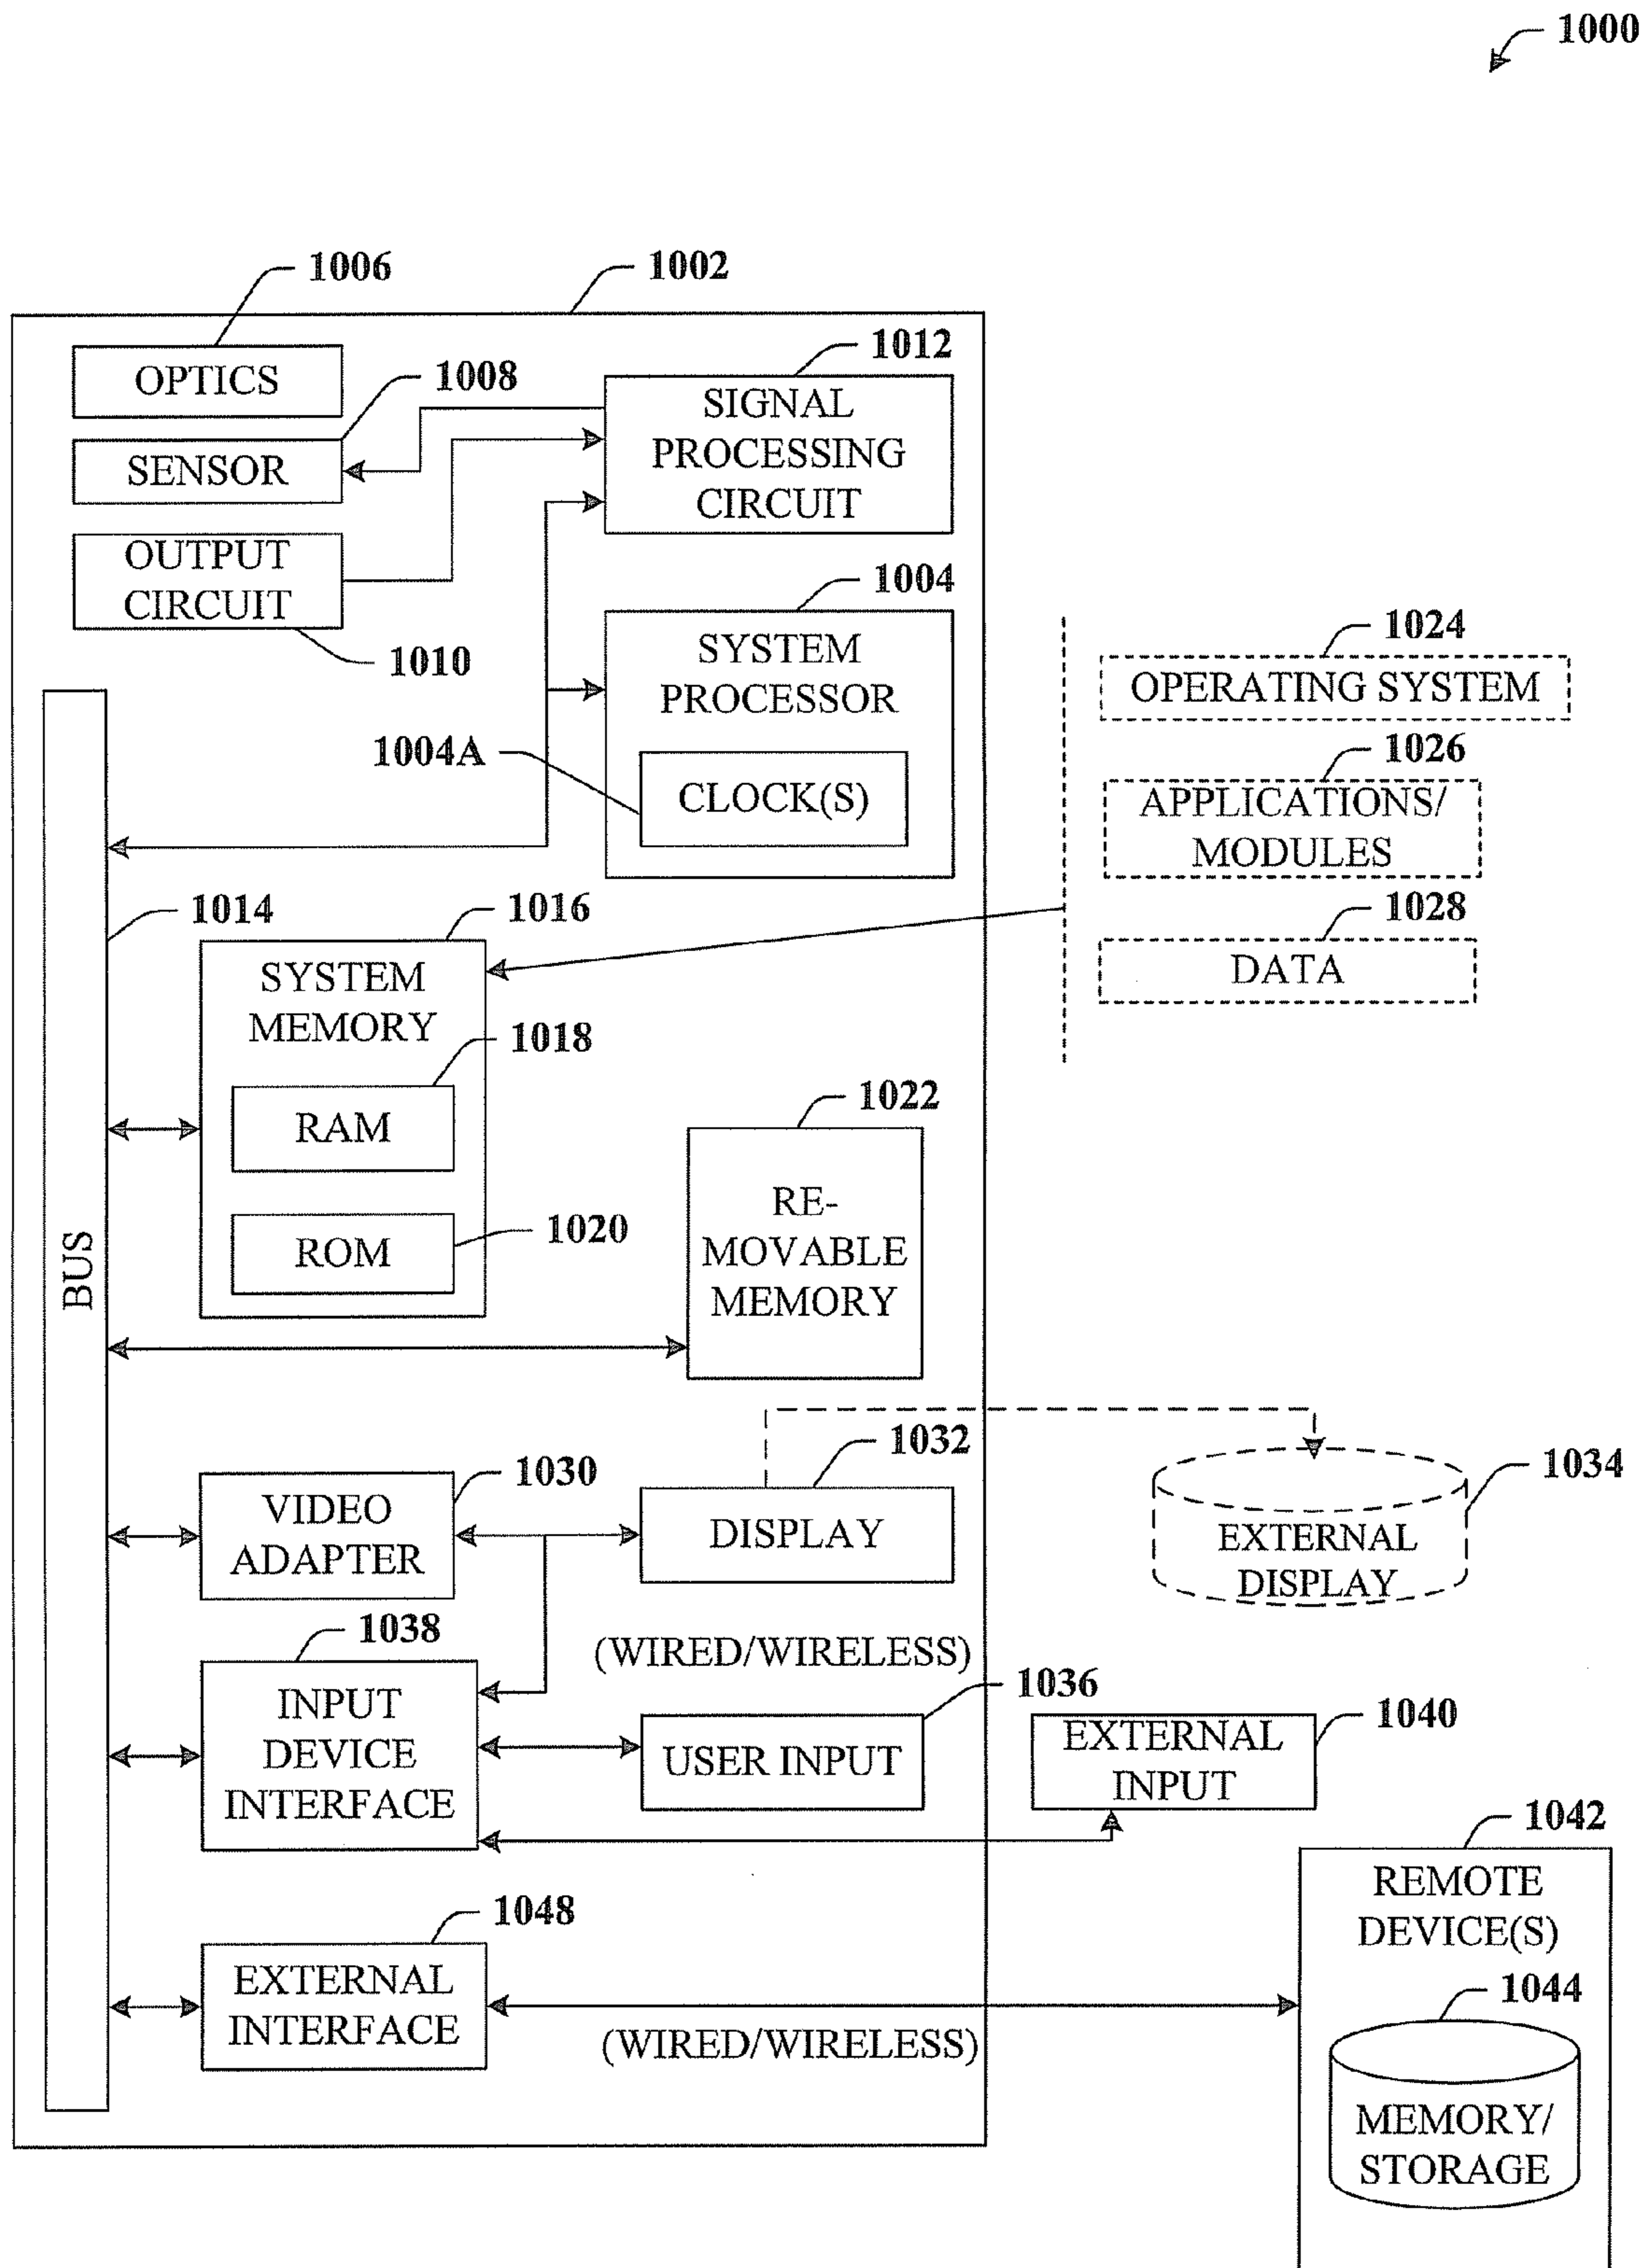 1000
1006
1002
1012
OPTICS
1008
SIGNAL
PROCESSING
CIRCUIT
SENSOR
OUTPUT
CIRCUIT
1010
1004
SYSTEM
PROCESSOR
1004A
CLOCK(S)
1024
OPERATING SYSTEM
1026
APPLICATIONS/
MODULES
1028
DATA
1014
1016
SYSTEM
MEMORY
1018
RAM
1020
ROM
BUS
1022
RE-
MOVABLE
MEMORY
1030
VIDEO
ADAPTER
1032
DISPLAY
1034
EXTERNAL
DISPLAY
1038
(WIRED/WIRELESS)
INPUT
DEVICE
INTERFACE
1036
USER INPUT
1040
EXTERNAL
INPUT
1042
REMOTE
DEVICE(S)
1048
EXTERNAL
INTERFACE
(WIRED/WIRELESS)
1044
MEMORY/
STORAGE